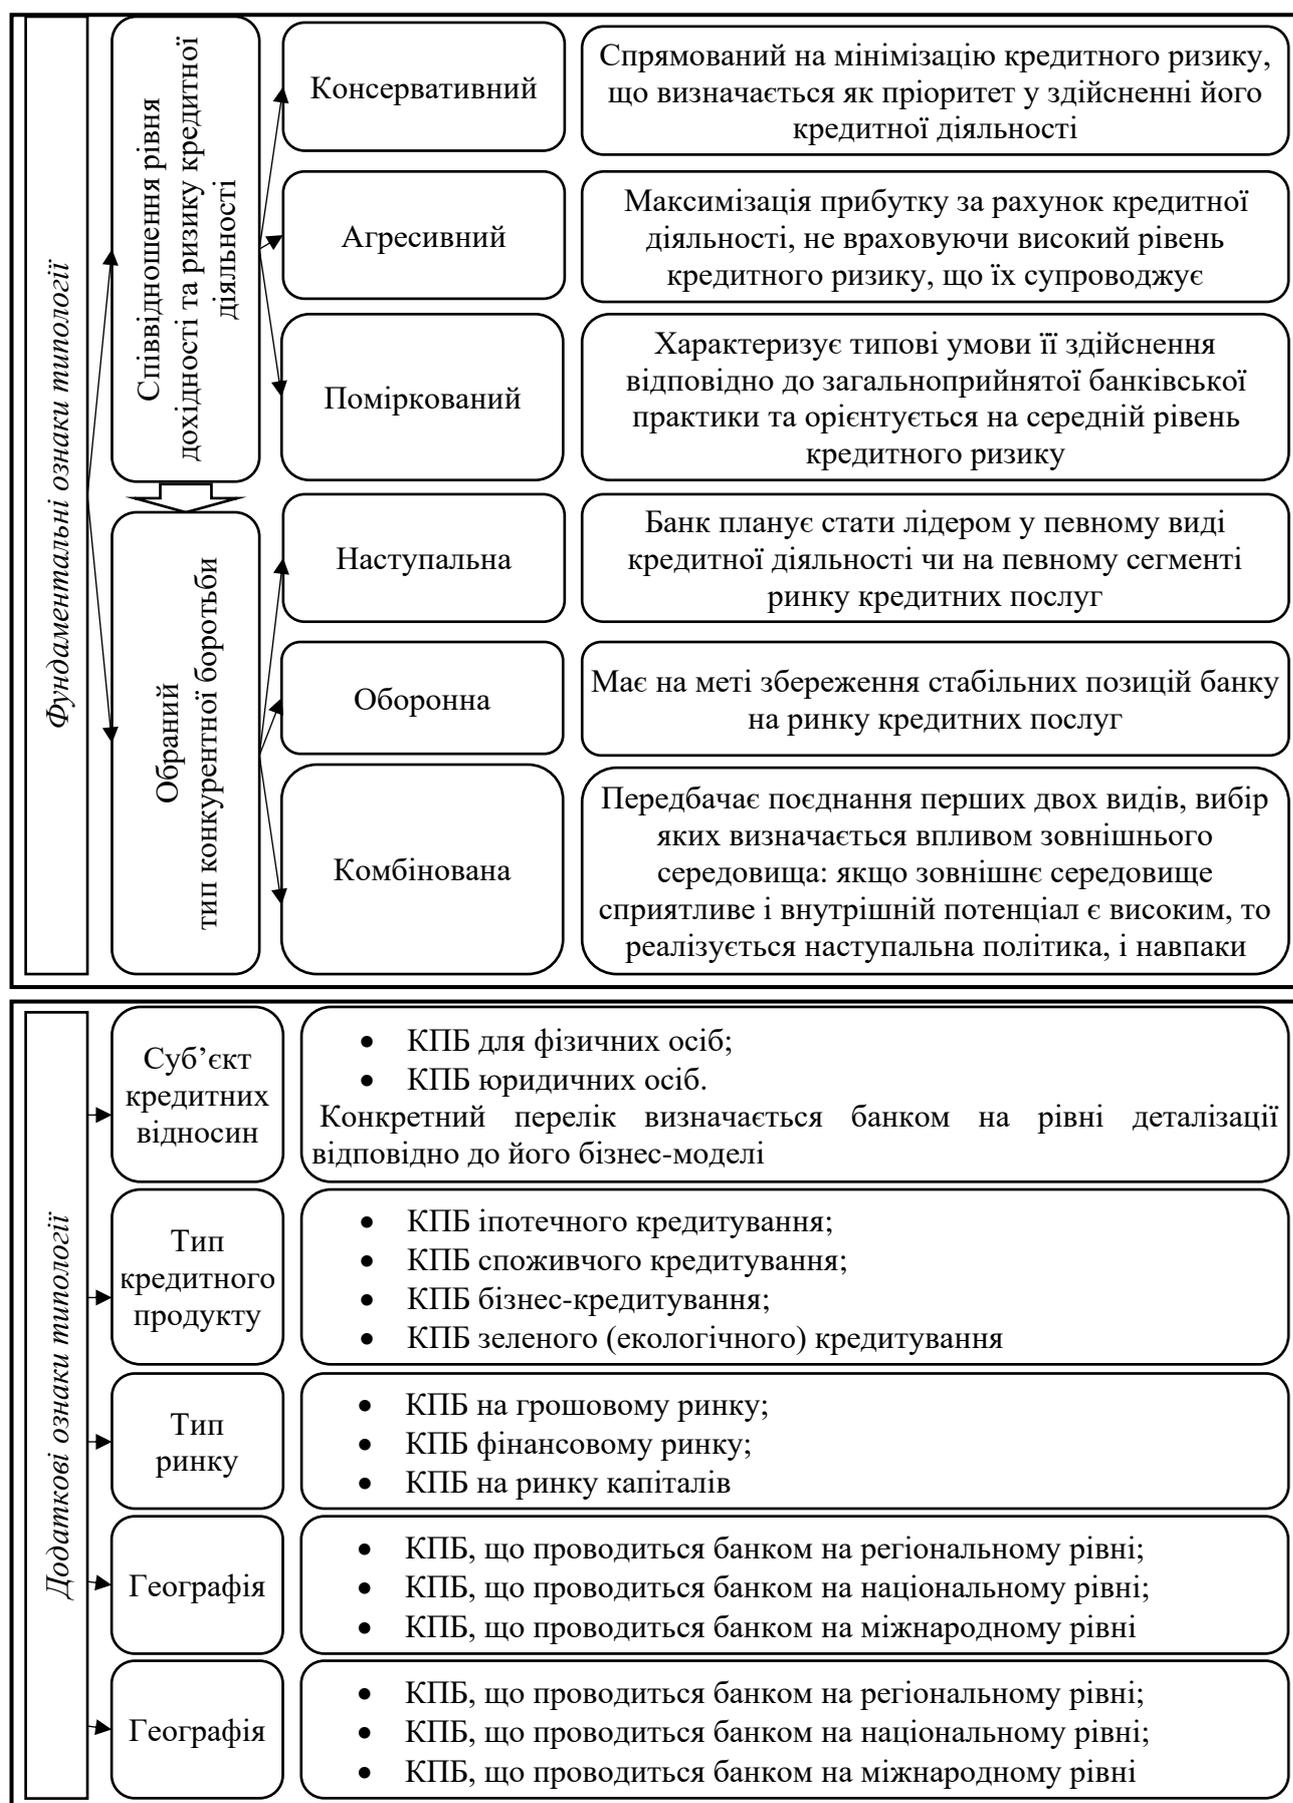 Фундаментальні ознаки типології
Співвідношення рівня
дохідності та ризику кредитної
діяльності
Консервативний
Спрямований на мінімізацію кредитного ризику,
що визначається як пріоритет у здійсненні його
кредитної діяльності
Агресивний
Максимізація прибутку за рахунок кредитної
діяльності, не враховуючи високий рівень
кредитного ризику, що їх супроводжує
Поміркований
Характеризує типові умови її здійснення
відповідно до загальноприйнятої банківської
практики та орієнтується на середній рівень
кредитного ризику
Обраний
тип конкурентної боротьби
Наступальна
Банк планує стати лідером у певному виді
кредитної діяльності чи на певному сегменті
ринку кредитних послуг
Оборонна
Має на меті збереження стабільних позицій банку
на ринку кредитних послуг
Комбінована
Передбачає поєднання перших двох видів, вибір
яких визначається впливом зовнішнього
середовища: якщо зовнішнє середовище
сприятливе і внутрішній потенціал є високим, то
реалізується наступальна політика, і навпаки
Додаткові ознаки типології
Суб’єкт
кредитних
відносин
• КПБ для фізичних осіб;
• КПБ юридичних осіб.
Конкретний перелік визначається банком на рівні деталізації
відповідно до його бізнес-моделі
Тип
кредитного
продукту
• КПБ іпотечного кредитування;
• КПБ споживчого кредитування;
• КПБ бізнес-кредитування;
• КПБ зеленого (екологічного) кредитування
Тип
ринку
• КПБ на грошовому ринку;
• КПБ фінансовому ринку;
• КПБ на ринку капіталів
Географія
• КПБ, що проводиться банком на регіональному рівні;
• КПБ, що проводиться банком на національному рівні;
• КПБ, що проводиться банком на міжнародному рівні
Географія
• КПБ, що проводиться банком на регіональному рівні;
• КПБ, що проводиться банком на національному рівні;
• КПБ, що проводиться банком на міжнародному рівні